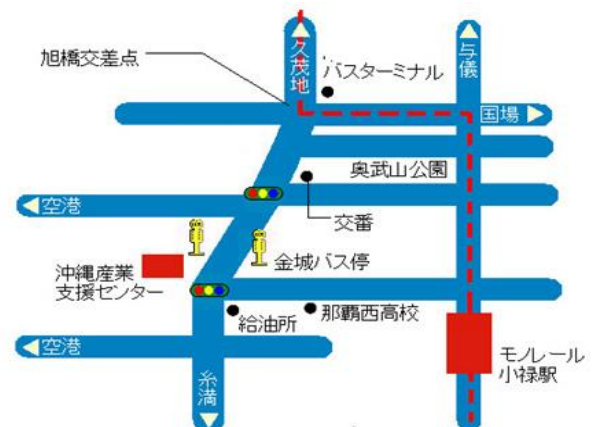 久茂地
与儀
旭橋交差点
バスターミナル
国場
奥武山公園
空港
交番
金城バス停
沖縄産業
支援センター
給油所
那覇西高校
空港
モノレール
小禄駅
糸満